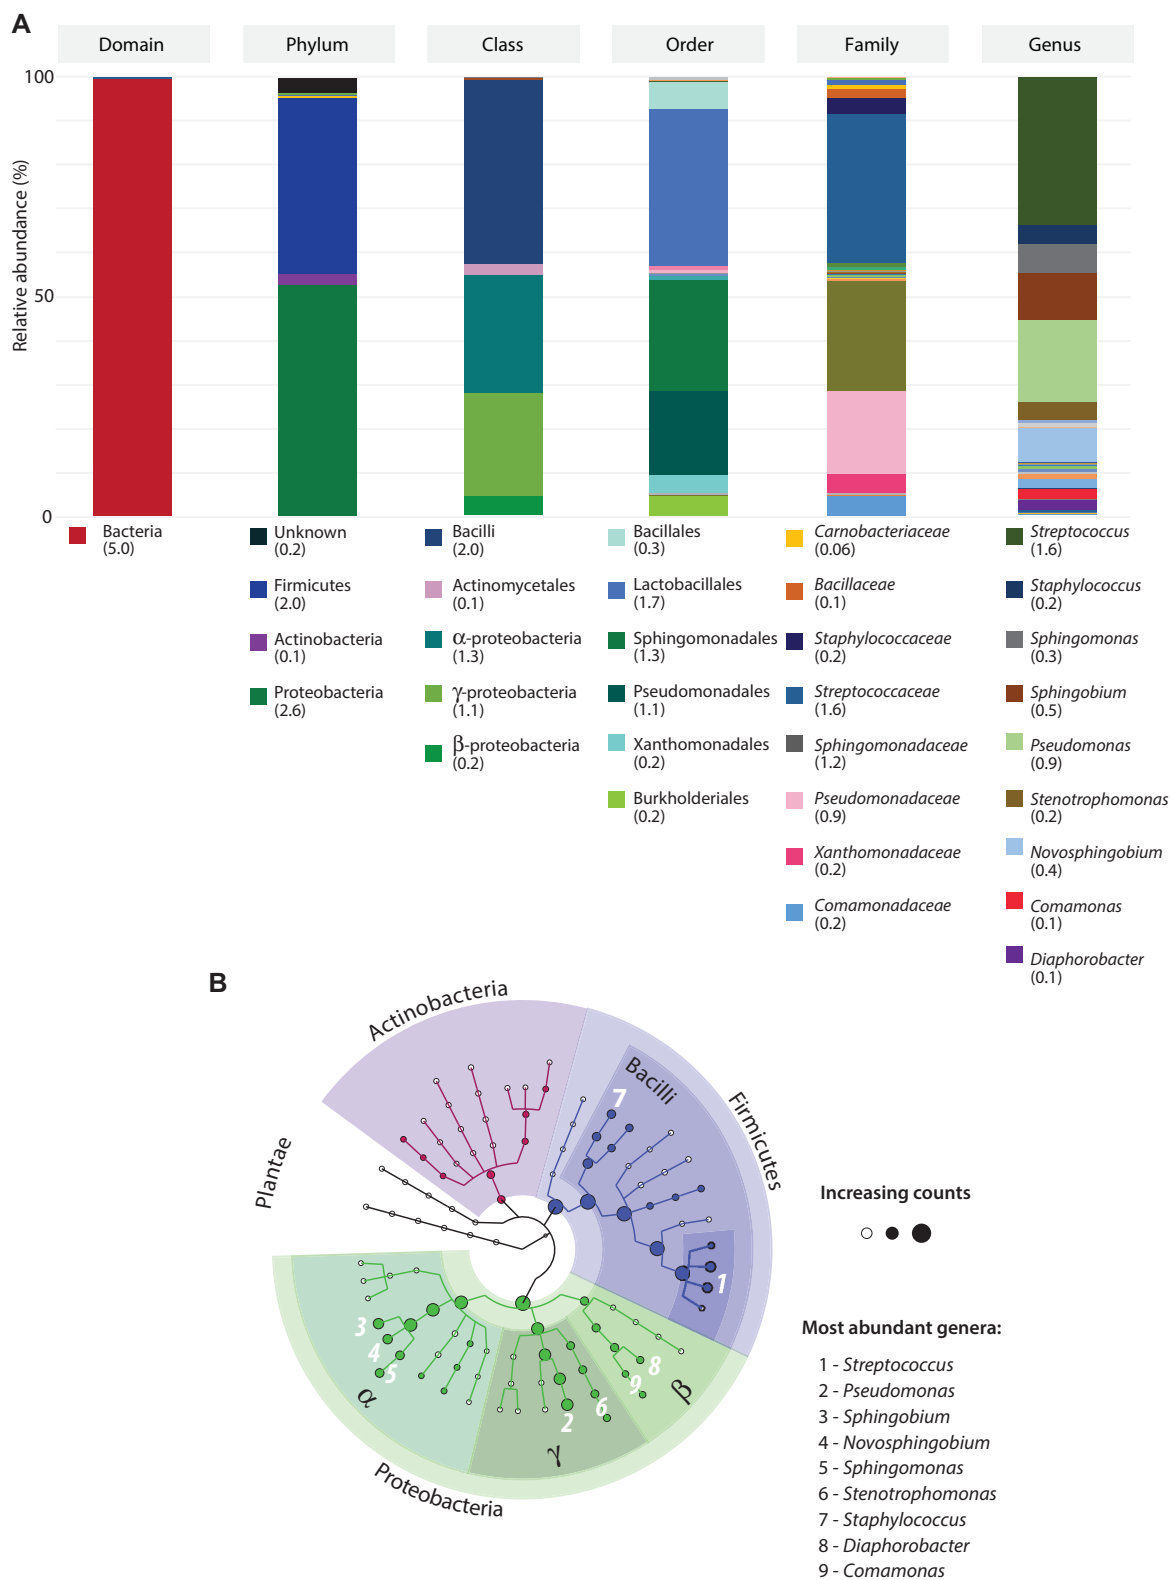 A
Domain
Phylum
Class
Order
Family
Genus
100
50
0
Relative abundance (%)
Bacteria
(5.0)
Unknown
(0.2)
Firmicutes
(2.0)
Actinobacteria
(0.1)
Proteobacteria
(2.6)
Bacilli
(2.0)
Actinomycetales
(0.1)
α-proteobacteria
(1.3)
γ-proteobacteria
(1.1)
β-proteobacteria
(0.2)
Bacillales
(0.3)
Lactobacillales
(1.7)
Sphingomonadales
(1.3)
Pseudomonadales
(1.1)
Xanthomonadales
(0.2)
Burkholderiales
(0.2)
Carnobacteriaceae
(0.06)
Bacillaceae
(0.1)
Staphylococcaceae
(0.2)
Streptococcaceae
(1.6)
Sphingomonadaceae
(1.2)
Pseudomonadaceae
(0.9)
Xanthomonadaceae
(0.2)
Comamonadaceae
(0.2)
Streptococcus
(1.6)
Staphylococcus
(0.2)
Sphingomonas
(0.3)
Sphingobium
(0.5)
Pseudomonas
(0.9)
Stenotrophomonas
(0.2)
Novosphingobium
(0.4)
Comamonas
(0.1)
Diaphorobacter
(0.1)
B
Actinobacteria
Bacilli
Firmicutes
Plantae
7
1
3
4
5
8
9
6
2
α
γ
β
Proteobacteria
Increasing counts
Most abundant genera:
1 - Streptococcus
2 - Pseudomonas
3 - Sphingobium
4 - Novosphingobium
5 - Sphingomonas
6 - Stenotrophomonas
7 - Staphylococcus
8 - Diaphorobacter
9 - Comamonas